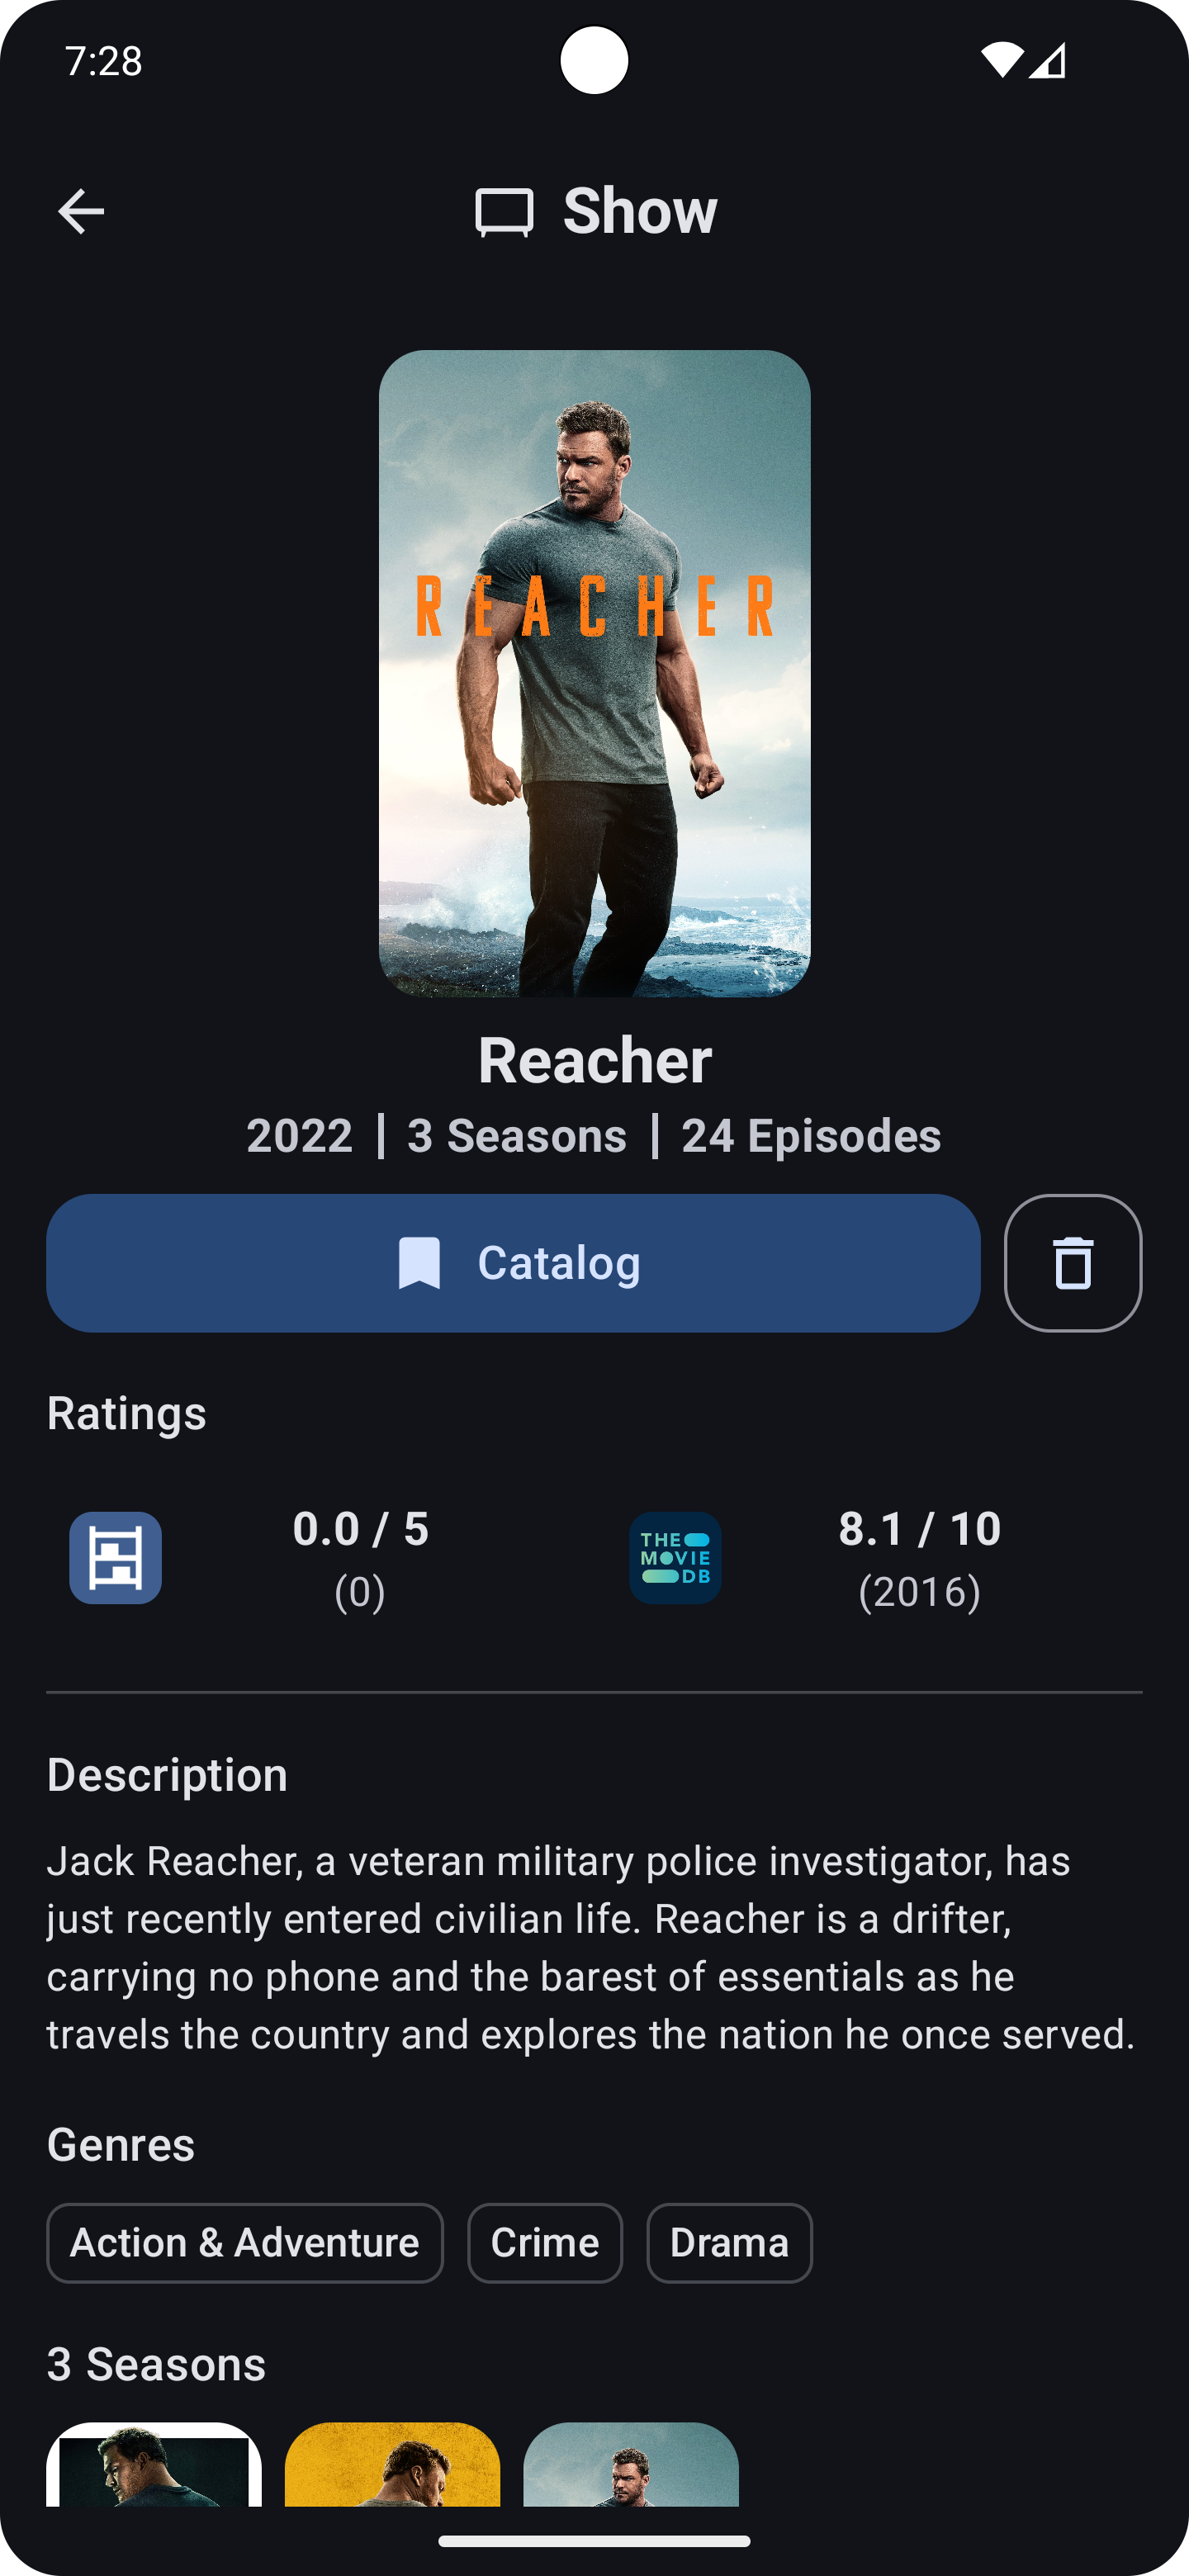 7:28
Show
REACHER
Reacher
2022 | 3 Seasons | 24 Episodes
Catalog
Ratings
0.0 / 5
(0)
THE
MOVIE
DB
8.1 / 10
(2016)
Description
Jack Reacher, a veteran military police investigator, has
just recently entered civilian life. Reacher is a drifter,
carrying no phone and the barest of essentials as he
travels the country and explores the nation he once served.
Genres
Action & Adventure
Crime
Drama
3 Seasons